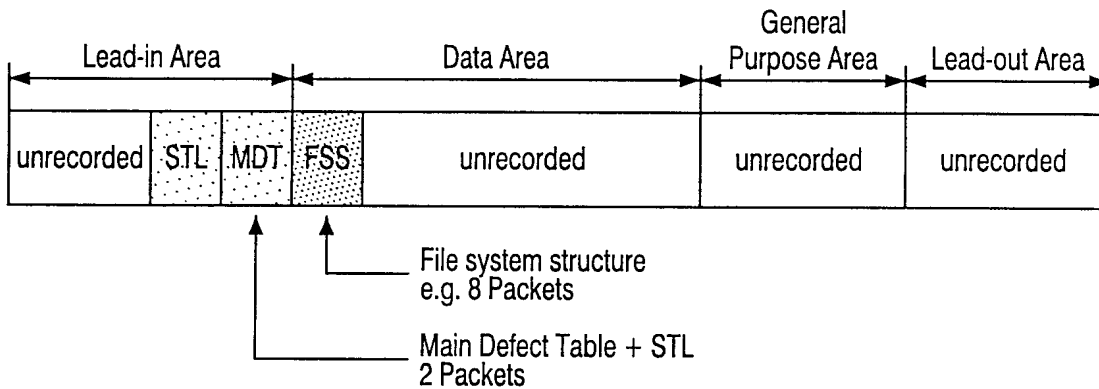 General
Lead-in Area Data Area Purpose Area Lead-out Area
unrecorded STL MDT FSS unrecorded unrecorded unrecorded
File system structure
e.g. 8 Packets
Main Defect Table + STL
2 Packets